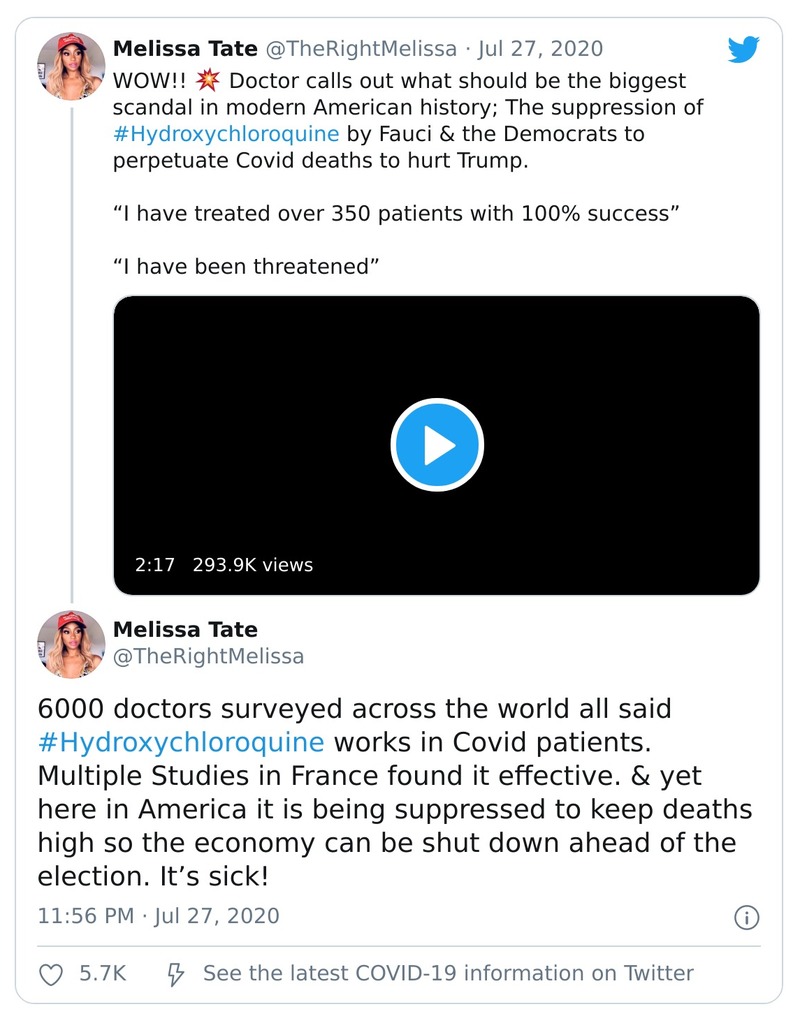 Melissa Tate @TheRightMelissa · Jul 27, 2020
WOW!! 💥 Doctor calls out what should be the biggest
scandal in modern American history; The suppression of
#Hydroxychloroquine by Fauci & the Democrats to
perpetuate Covid deaths to hurt Trump.
“I have treated over 350 patients with 100% success”
“I have been threatened”
2:17 293.9K views
Melissa Tate
@TheRightMelissa
6000 doctors surveyed across the world all said
#Hydroxychloroquine works in Covid patients.
Multiple Studies in France found it effective. & yet
here in America it is being suppressed to keep deaths
high so the economy can be shut down ahead of the
election. It’s sick!
11:56 PM · Jul 27, 2020
5.7K See the latest COVID-19 information on Twitter